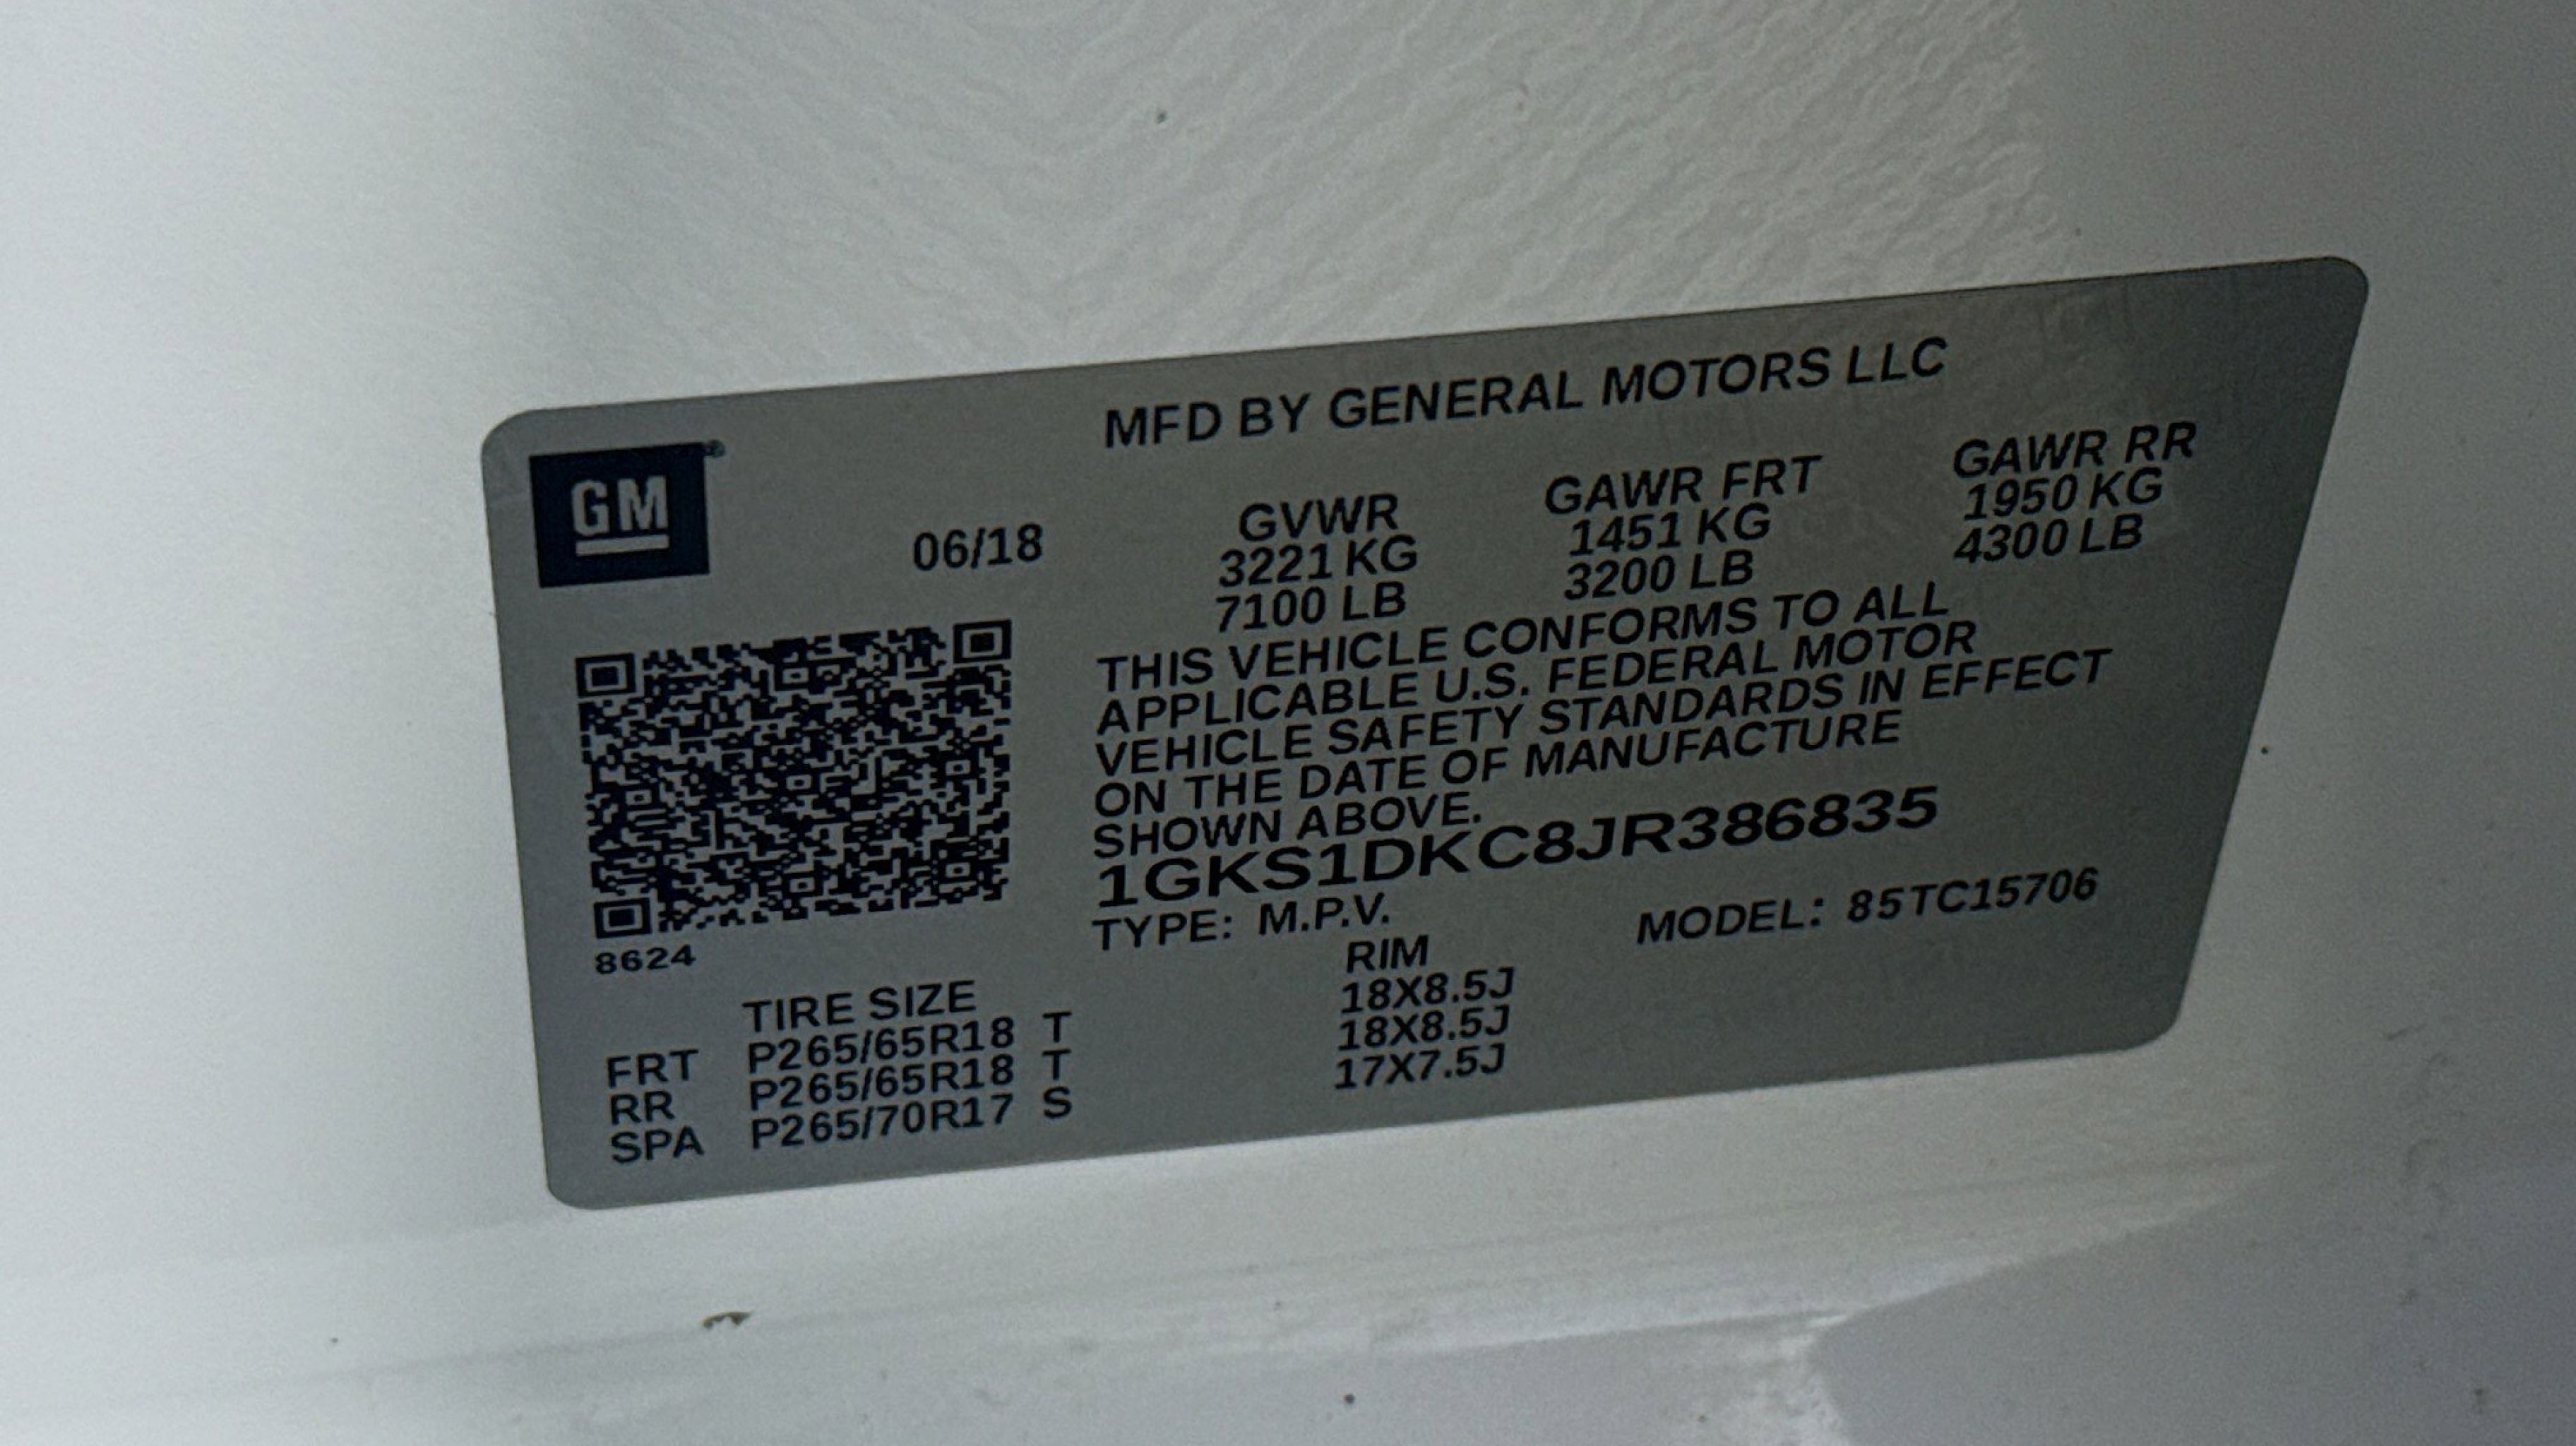 MFD BY GENERAL MOTORS LLC
GM®
06/18
GVWR GAWR FRT GAWR RR
3221 KG 1451 KG 1950 KG
7100 LB 3200 LB 4300 LB
THIS VEHICLE CONFORMS TO ALL
APPLICABLE U.S. FEDERAL MOTOR
VEHICLE SAFETY STANDARDS IN EFFECT
ON THE DATE OF MANUFACTURE
SHOWN ABOVE.
1GKS1DKC8JR386835
TYPE: M.P.V. MODEL: 85TC15706
8624
TIRE SIZE RIM
FRT P265/65R18 T 18X8.5J
RR P265/65R18 T 18X8.5J
SPA P265/70R17 S 17X7.5J